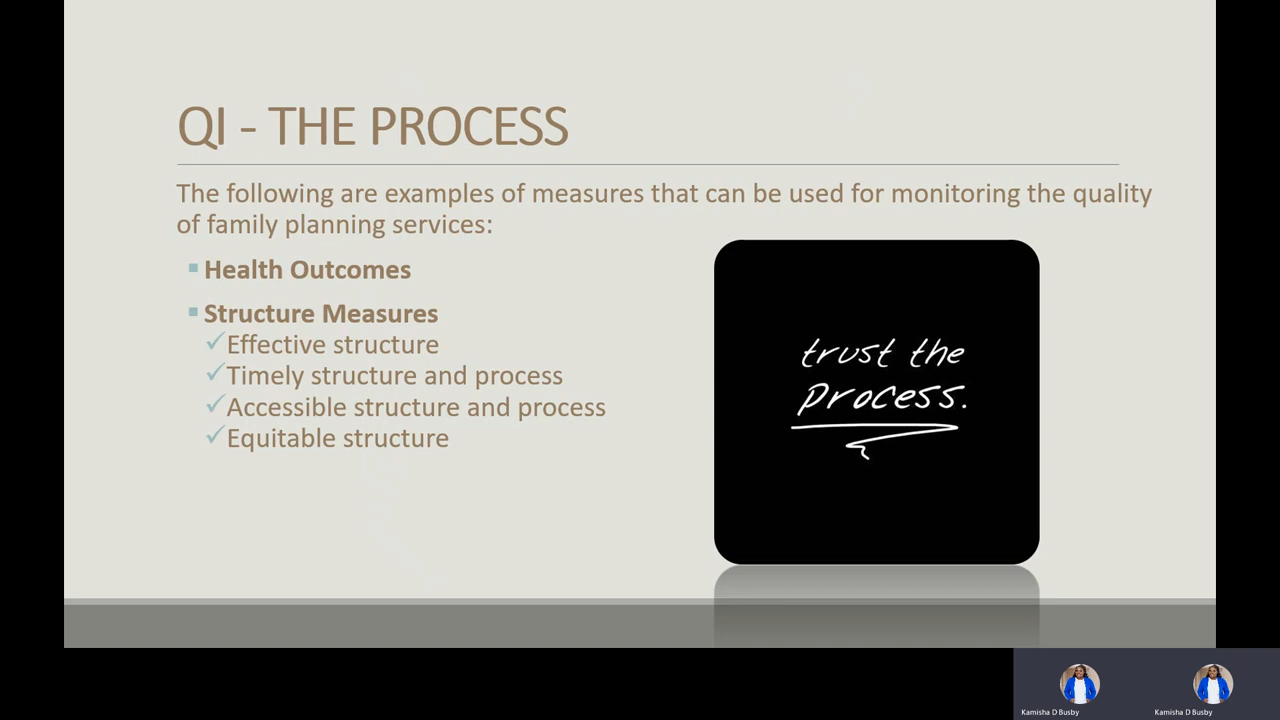 QI - THE PROCESS
The following are examples of measures that can be used for monitoring the quality
of family planning services:
Health Outcomes
Structure Measures
Effective structure
Timely structure and process
Accessible structure and process
Equitable structure
trust the
process.
Kamisha D Busby
Kamisha D Busby